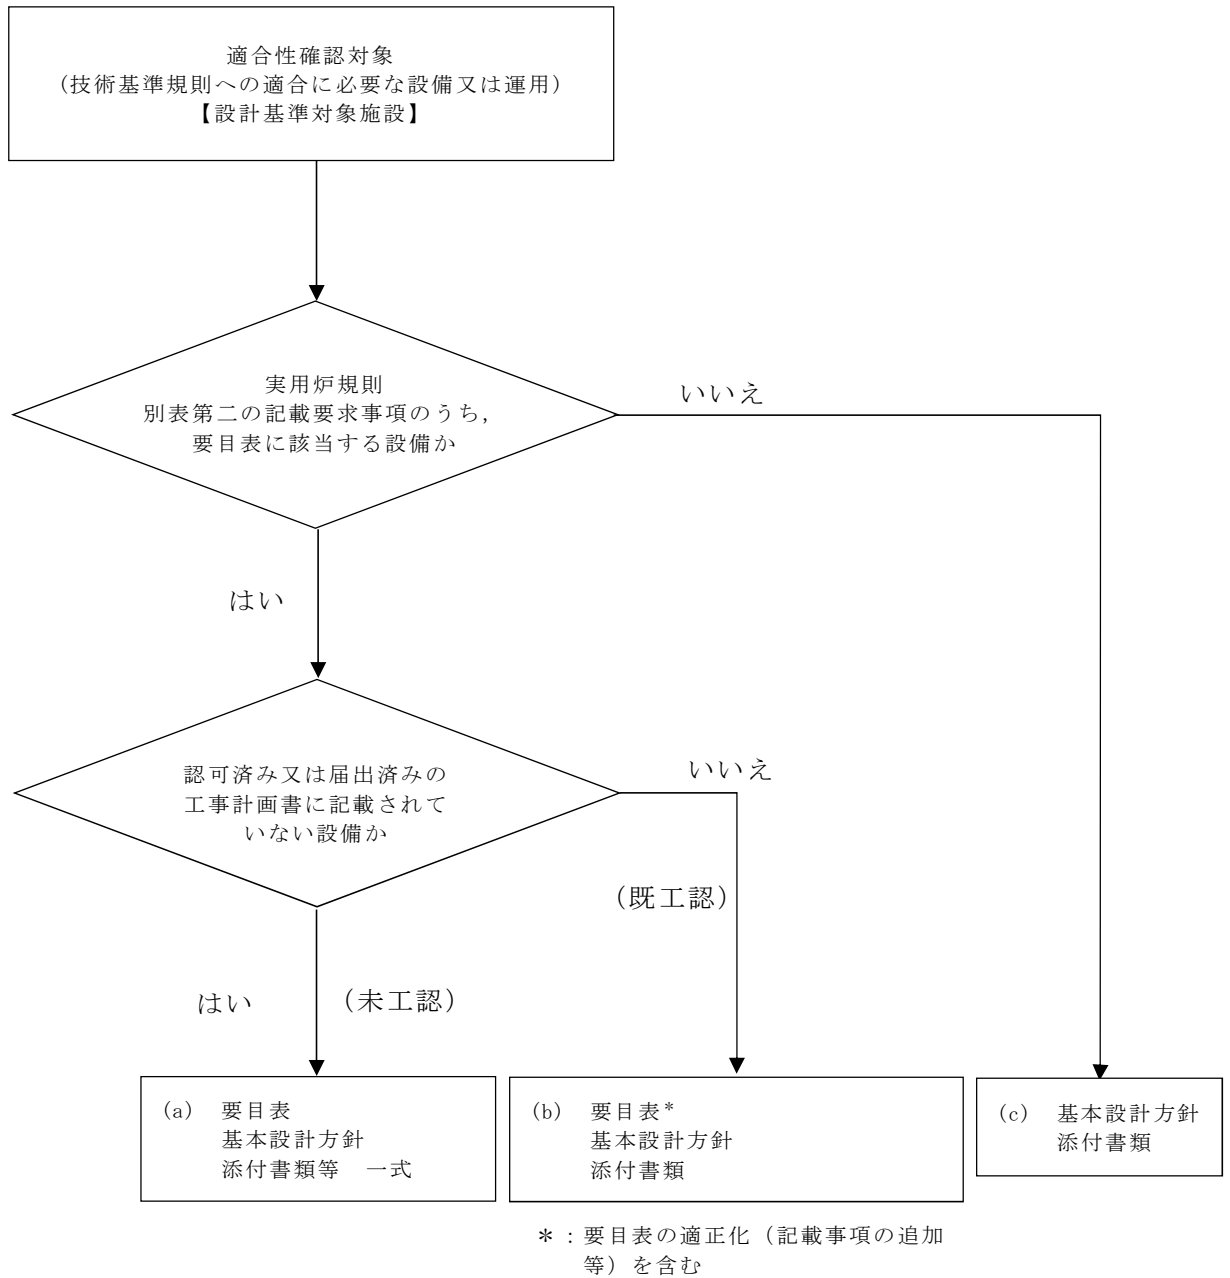 適合性確認対象
（技術基準規則への適合に必要な設備又は運用）
【設計基準対象施設】
実用炉規則
別表第二の記載要求事項のうち，
要目表に該当する設備か
いいえ
はい
認可済み又は届出済みの
工事計画書に記載されて
いない設備か
いいえ
（既工認）
はい （未工認）
(a) 要目表
基本設計方針
添付書類等　一式
(b) 要目表*
基本設計方針
添付書類
(c) 基本設計方針
添付書類
＊：要目表の適正化（記載事項の追加
等）を含む